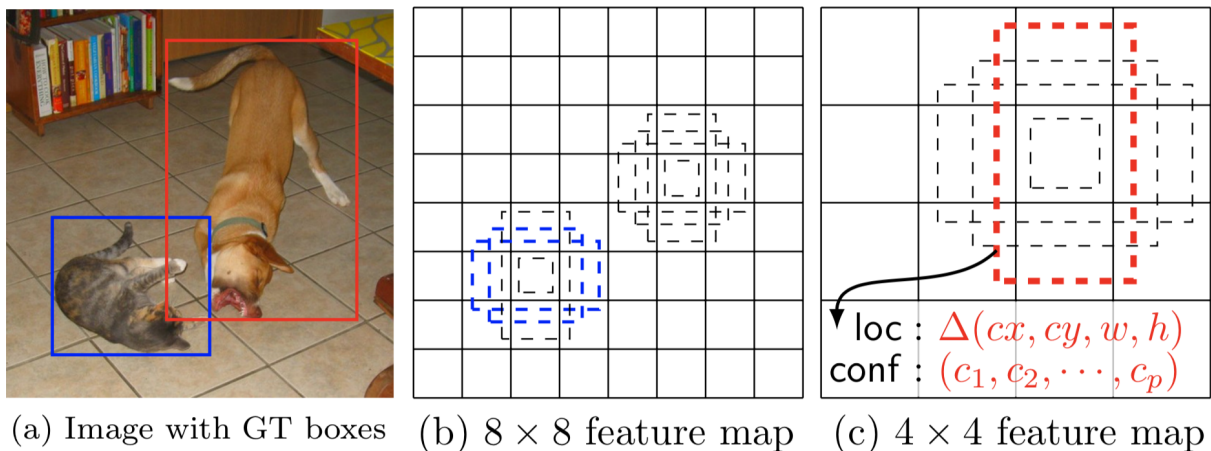 loc : Δ(cx, cy, w, h)
conf : (c₁, c₂, ⋯, cₚ)
(a) Image with GT boxes
(b) 8 × 8 feature map
(c) 4 × 4 feature map